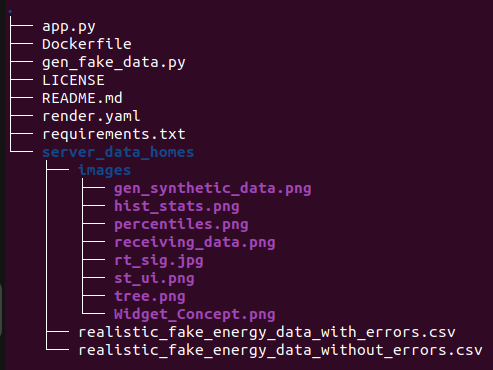 .
├── app.py
├── Dockerfile
├── gen_fake_data.py
├── LICENSE
├── README.md
├── render.yaml
├── requirements.txt
└── server_data_homes
    ├── images
    │   ├── gen_synthetic_data.png
    │   ├── hist_stats.png
    │   ├── percentiles.png
    │   ├── receiving_data.png
    │   ├── rt_sig.jpg
    │   ├── st_ui.png
    │   ├── tree.png
    │   └── Widget_Concept.png
    ├── realistic_fake_energy_data_with_errors.csv
    └── realistic_fake_energy_data_without_errors.csv